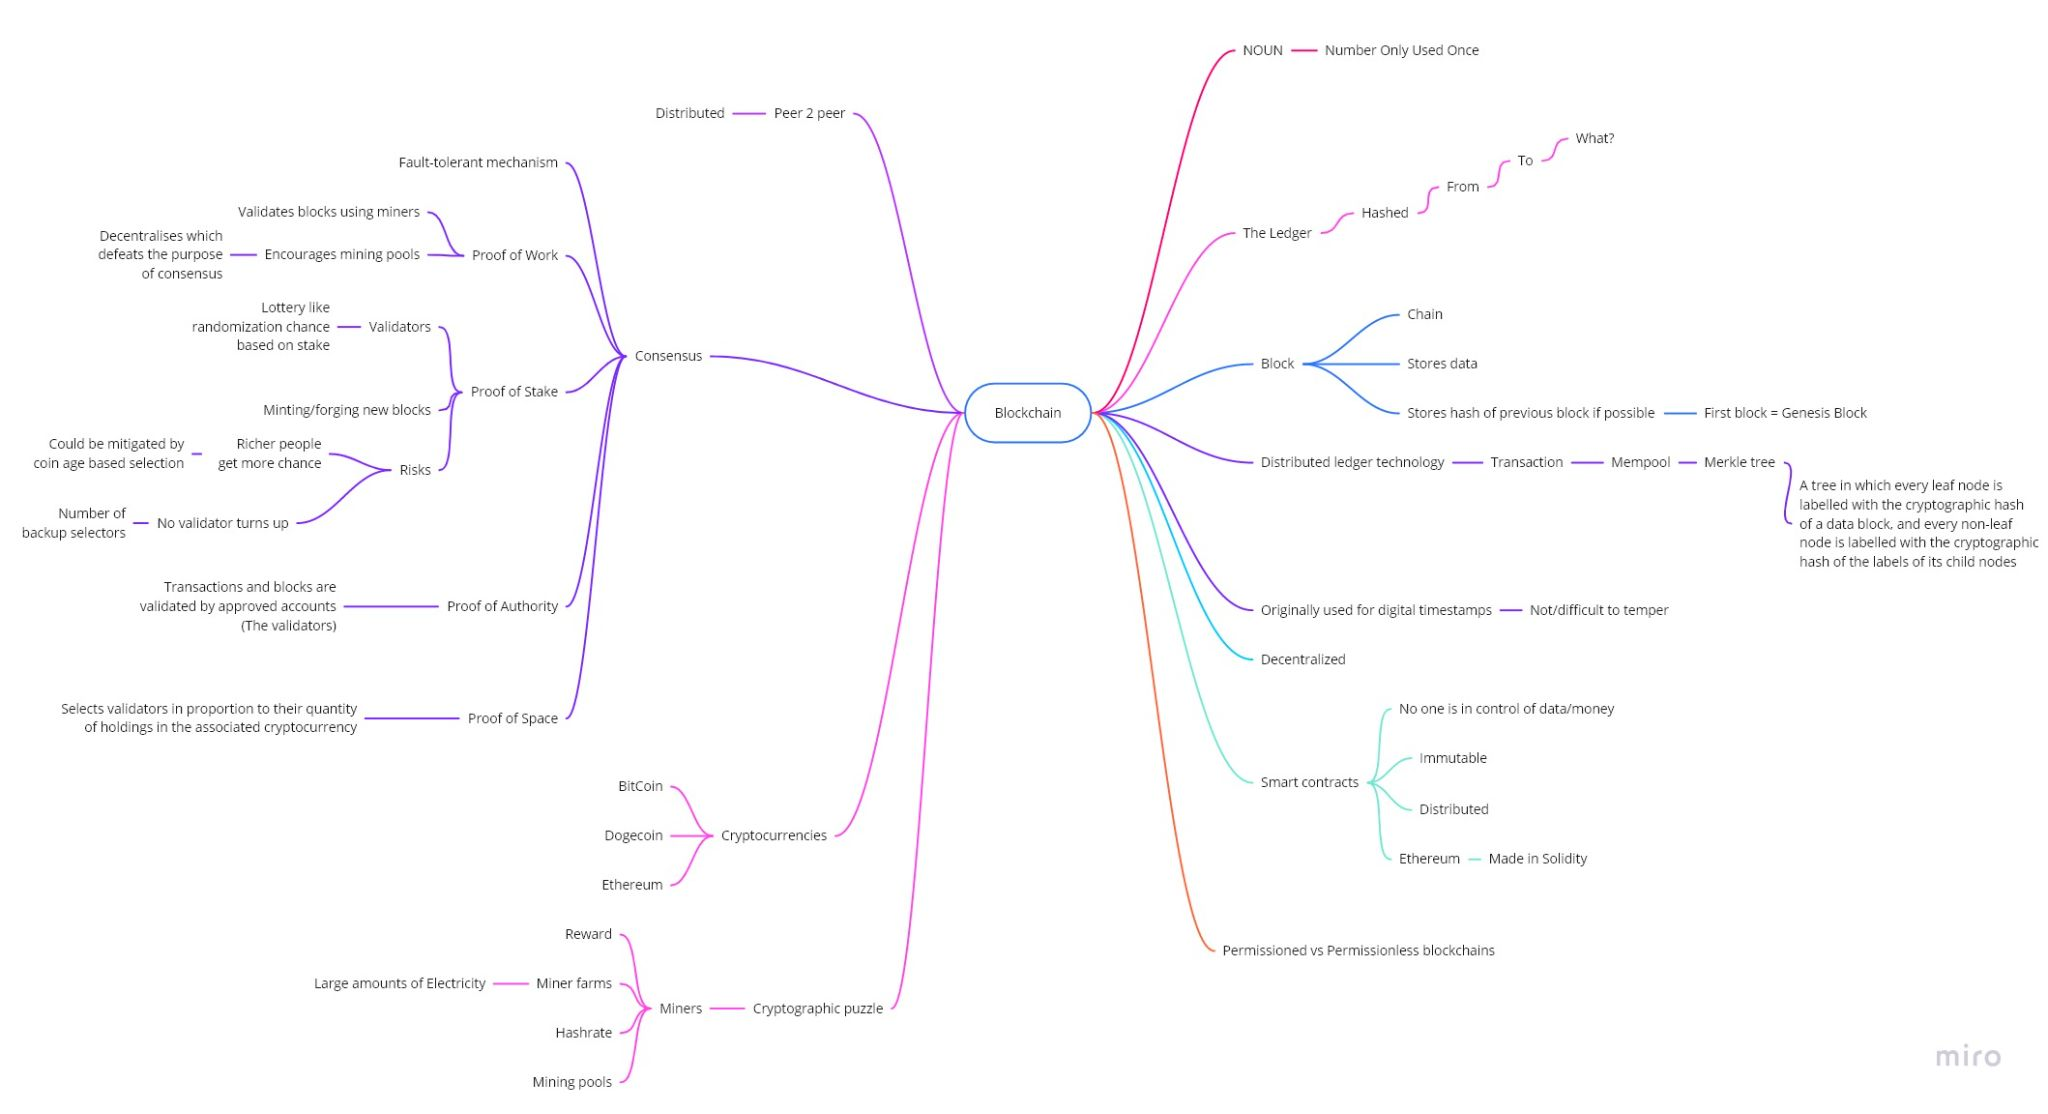 NOUN
Number Only Used Once
Distributed
Peer 2 peer
What?
To
From
Hashed
The Ledger
Fault-tolerant mechanism
Validates blocks using miners
Decentralises which
defeats the purpose
of consensus
Encourages mining pools
Proof of Work
Lottery like
randomization chance
based on stake
Validators
Proof of Stake
Minting/forging new blocks
Could be mitigated by
coin age based selection
Richer people
get more chance
Risks
Number of
backup selectors
No validator turns up
Consensus
Transactions and blocks are
validated by approved accounts
(The validators)
Proof of Authority
Selects validators in proportion to their quantity
of holdings in the associated cryptocurrency
Proof of Space
Blockchain
Chain
Block
Stores data
Stores hash of previous block if possible
First block = Genesis Block
Distributed ledger technology
Transaction
Mempool
Merkle tree
A tree in which every leaf node is
labelled with the cryptographic hash
of a data block, and every non-leaf
node is labelled with the cryptographic
hash of the labels of its child nodes
Originally used for digital timestamps
Not/difficult to temper
Decentralized
No one is in control of data/money
Immutable
Smart contracts
Distributed
Ethereum
Made in Solidity
BitCoin
Dogecoin
Cryptocurrencies
Ethereum
Reward
Large amounts of Electricity
Miner farms
Miners
Cryptographic puzzle
Hashrate
Mining pools
Permissioned vs Permissionless blockchains
miro